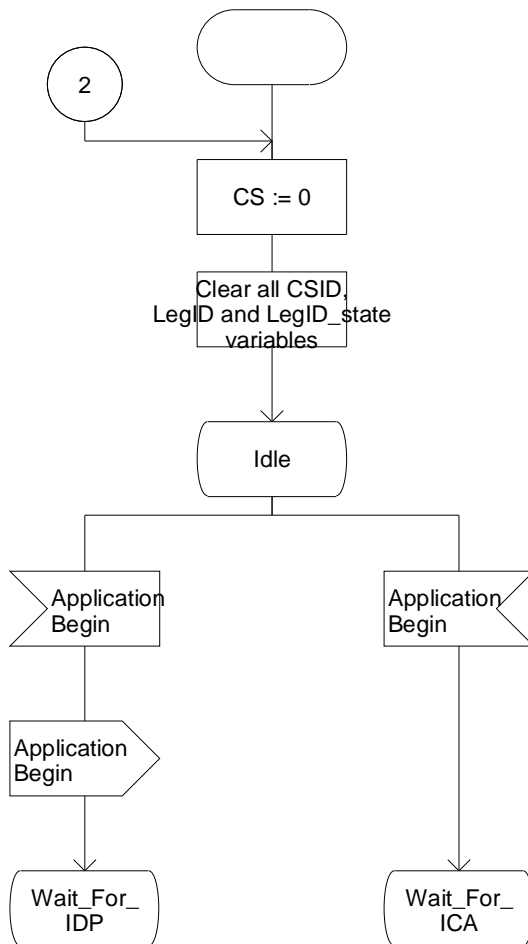 2
CS := 0
Clear all CSID,
LegID and LegID_state
variables
Idle
Application
Begin
Application
Begin
Application
Begin
Wait_For_
IDP
Wait_For_
ICA